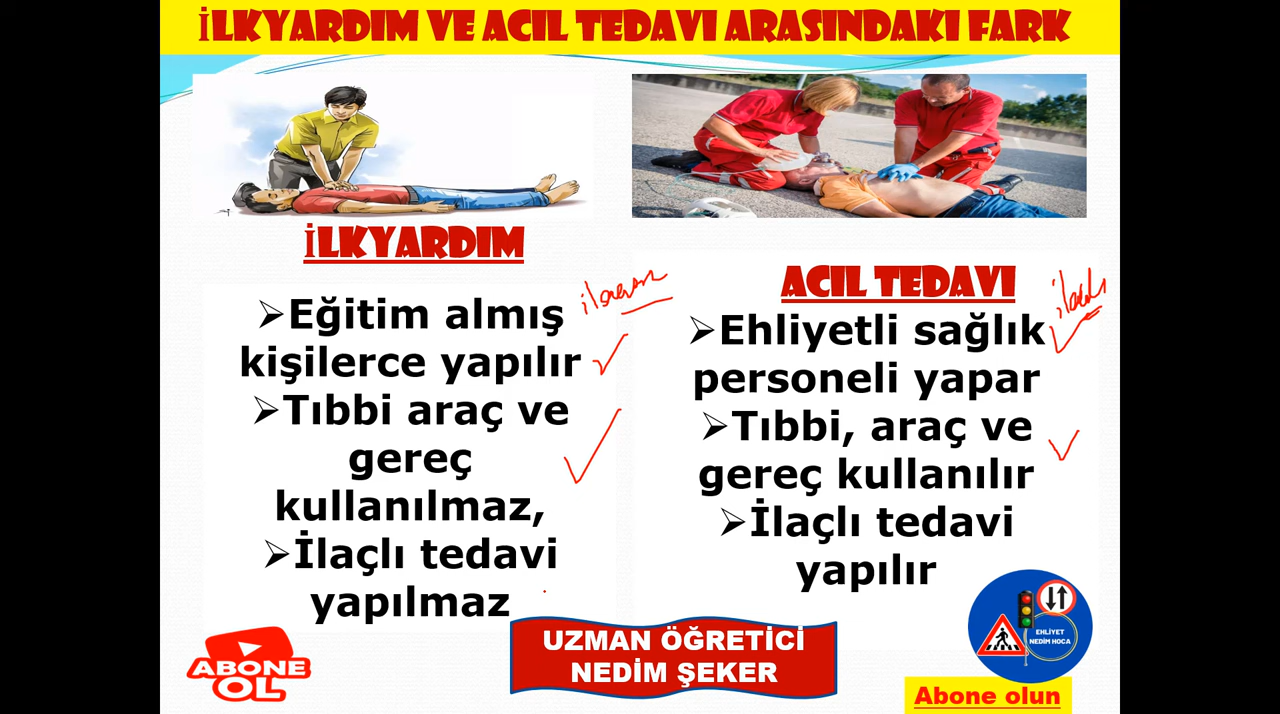 İLKYARDIM VE ACIL TEDAVI ARASINDAKI FARK
İLKYARDIM
➢Eğitim almış
kişilerce yapılır
➢Tıbbi araç ve
gereç
kullanılmaz,
➢İlaçlı tedavi
yapılmaz
ACIL TEDAVI
➢Ehliyetli sağlık
personeli yapar
➢Tıbbi, araç ve
gereç kullanılır
➢İlaçlı tedavi
yapılır
ABONE
OL
UZMAN ÖĞRETİCİ
NEDİM ŞEKER
EHLİYET
NEDİM HOCA
Abone olun